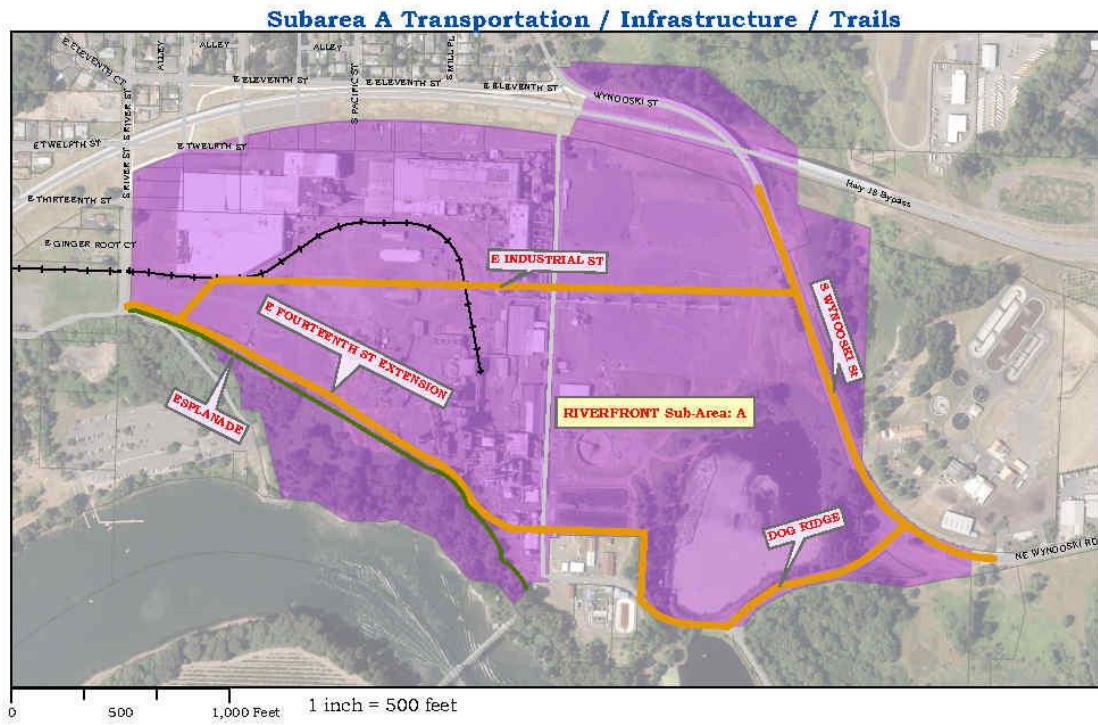 Subarea A Transportation / Infrastructure / Trails
E ELEVENTH CT
ALLEY
ALLEY
ALLEY
S RIVER ST
S RIVER ST
E ELEVENTH ST
S PACIFIC ST
E ELEVENTH ST
S MILL PL
E ELEVENTH ST
WYNOOSKI ST
E TWELFTH ST
E TWELFTH ST
Hwy 18 Bypass
E THIRTEENTH ST
E GINGER ROOT CT
E INDUSTRIAL ST
S WYNOOSKI St
E FOURTEENTH ST EXTENSION
ESPLANADE
RIVERFRONT Sub-Area: A
DOG RIDGE
NE WYNOOSKI RD
0 500 1,000 Feet
1 inch = 500 feet